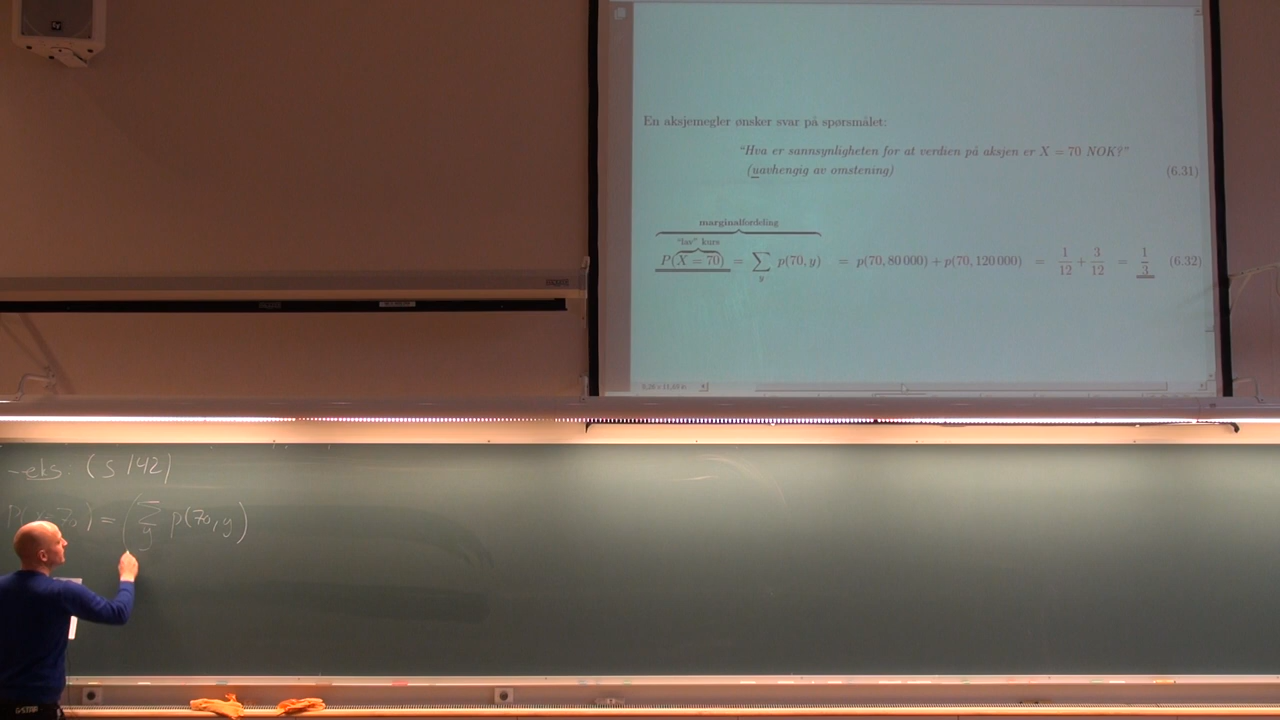 En aksjemegler ønsker svar på spørsmålet:
“Hva er sannsynligheten for at verdien på aksjen er X = 70 NOK?”
(uavhengig av omstening) (6.31)
marginalfordeling
“lav” kurs
P(X = 70) = ∑_y p(70, y) = p(70, 80 000) + p(70, 120 000) = 1/12 + 3/12 = 1/3 (6.32)
-eks. (s 142)
P(X=70) = (∑_y p(70, y)